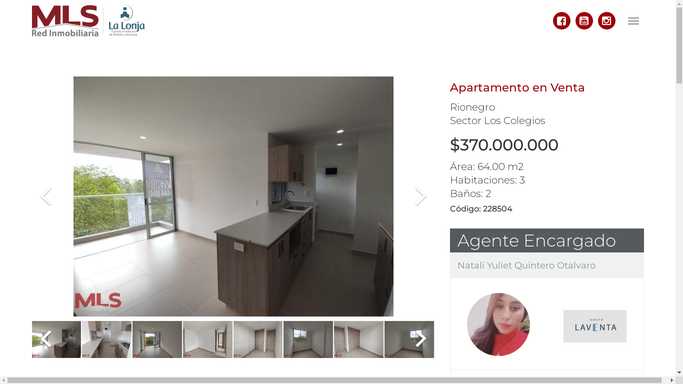 MLS
Red Inmobiliaria
La Lonja
Apartamento en Venta
Rionegro
Sector Los Colegios
$370.000.000
Área: 64.00 m2
Habitaciones: 3
Baños: 2
Código: 228504
Agente Encargado
Natali Yuliet Quintero Otalvaro
LAVENTA
MLS